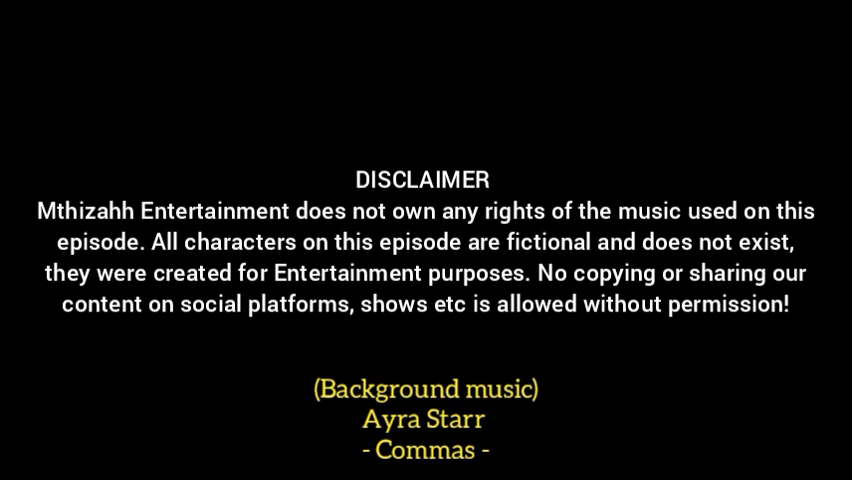 DISCLAIMER
Mthizahh Entertainment does not own any rights of the music used on this
episode. All characters on this episode are fictional and does not exist,
they were created for Entertainment purposes. No copying or sharing our
content on social platforms, shows etc is allowed without permission!
(Background music)
Ayra Starr
- Commas -